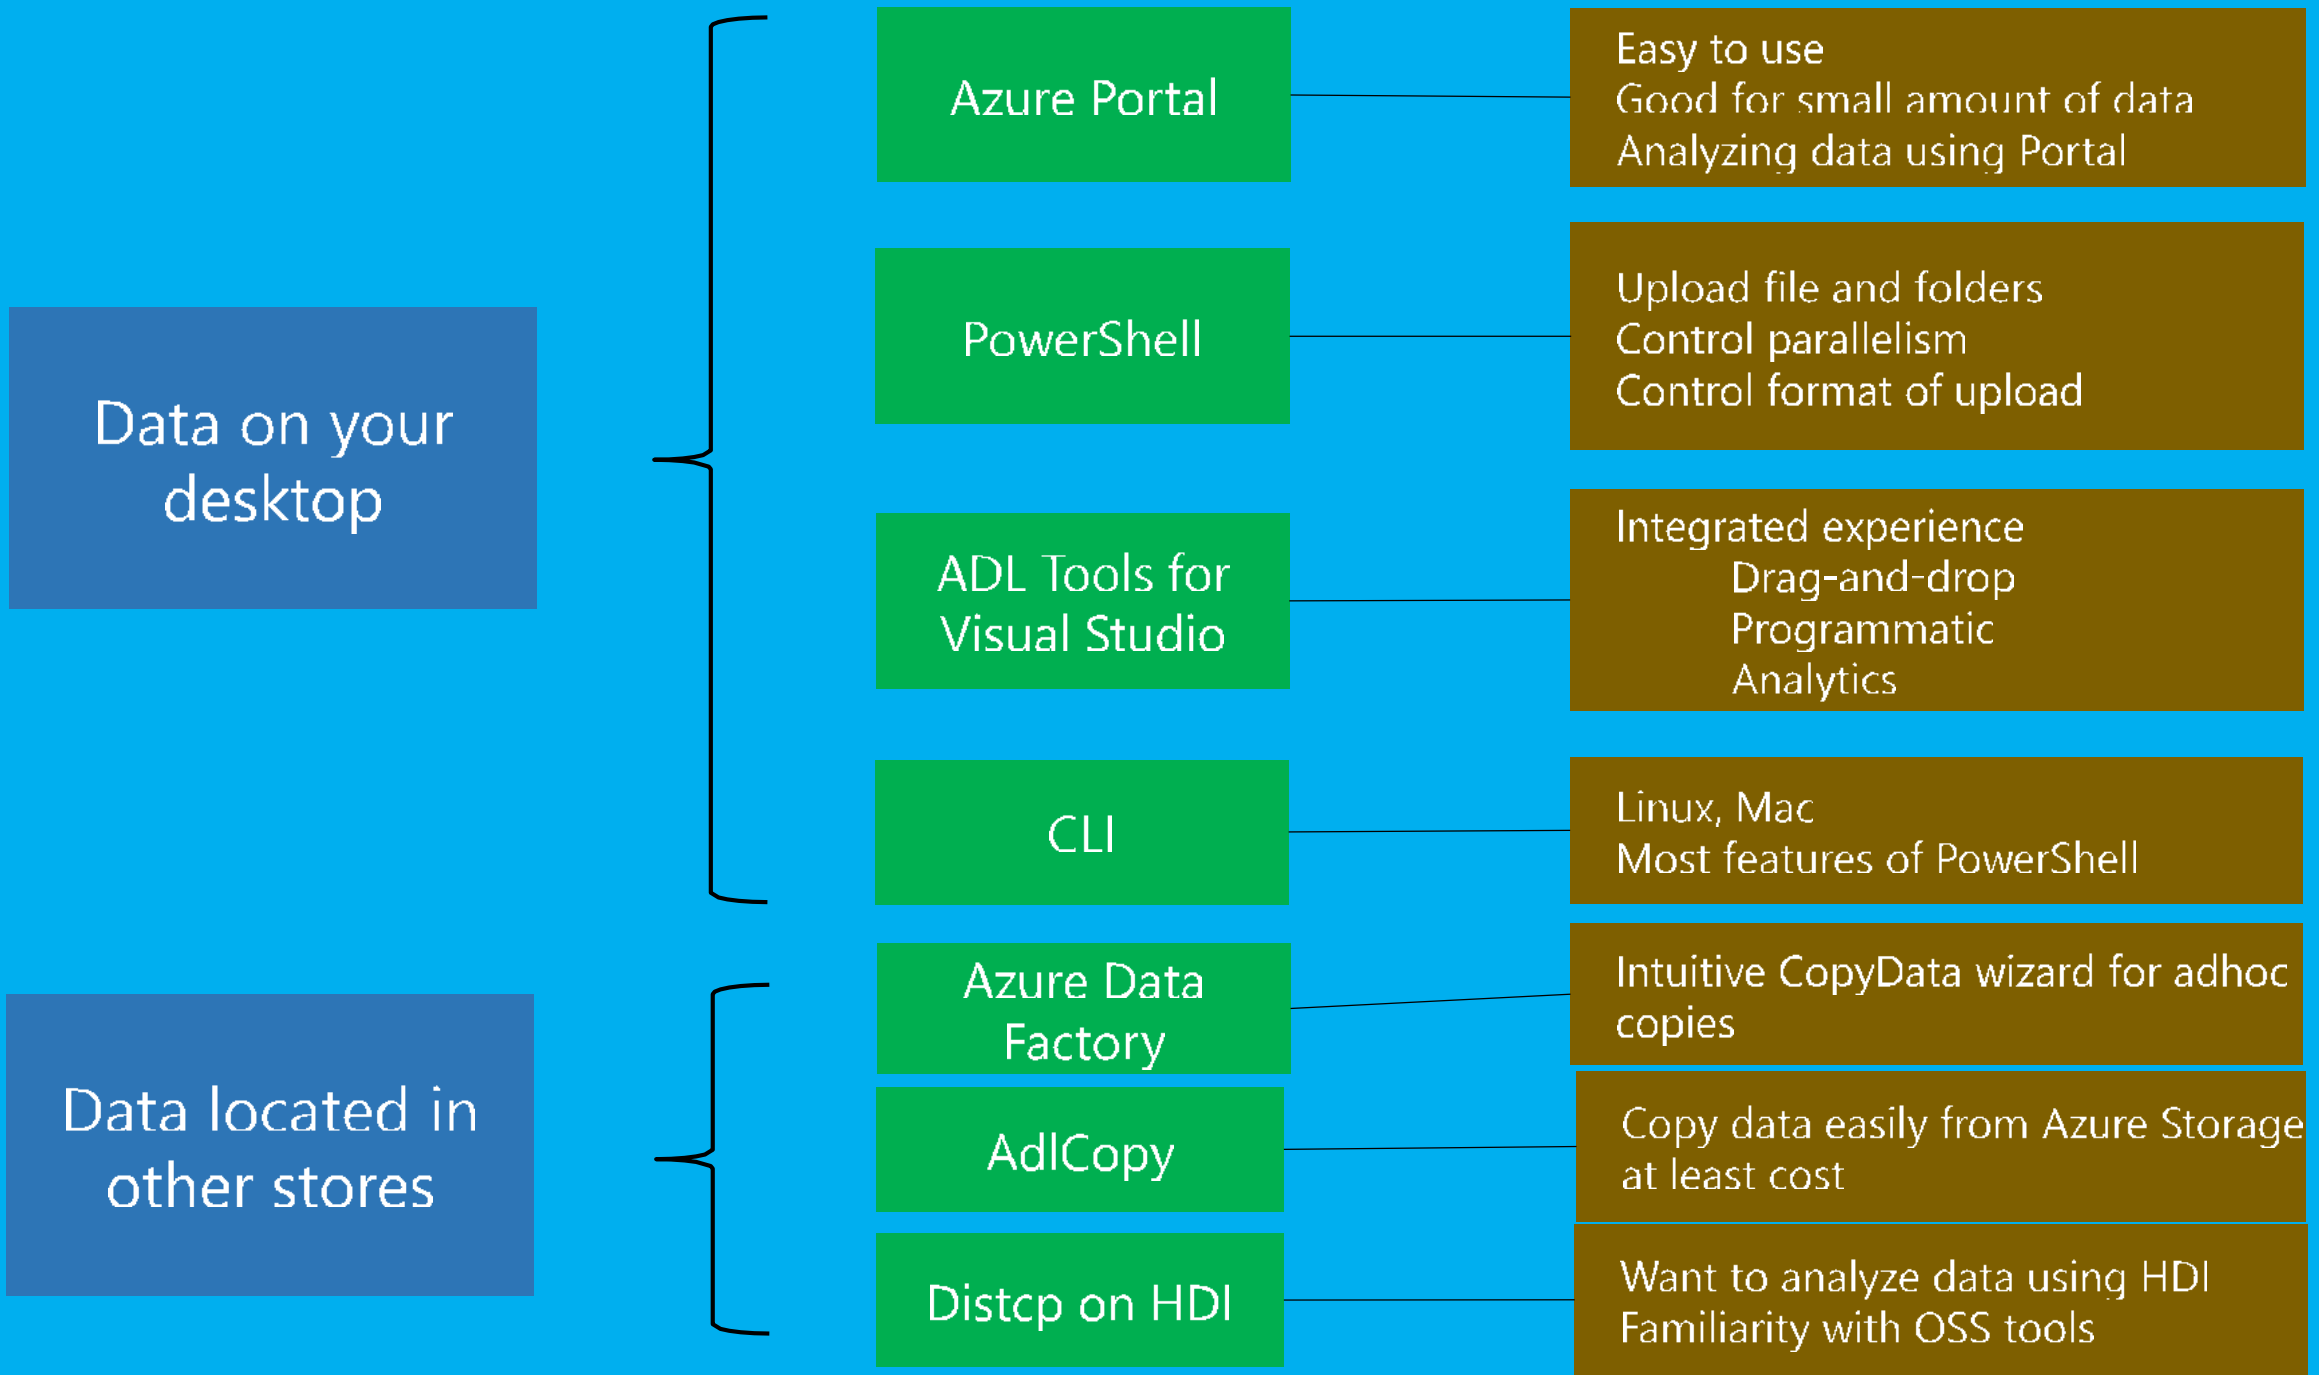 Data on your
desktop
Azure Portal
Easy to use
Good for small amount of data
Analyzing data using Portal
PowerShell
Upload file and folders
Control parallelism
Control format of upload
ADL Tools for
Visual Studio
Integrated experience
Drag-and-drop
Programmatic
Analytics
CLI
Linux, Mac
Most features of PowerShell
Data located in
other stores
Azure Data
Factory
Intuitive CopyData wizard for adhoc
copies
AdlCopy
Copy data easily from Azure Storage
at least cost
Distcp on HDI
Want to analyze data using HDI
Familiarity with OSS tools